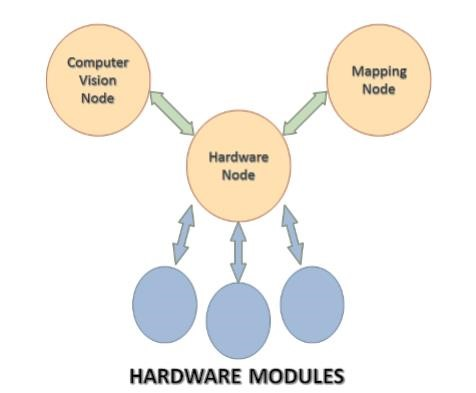 Computer
Vision
Node
Mapping
Node
Hardware
Node
HARDWARE MODULES